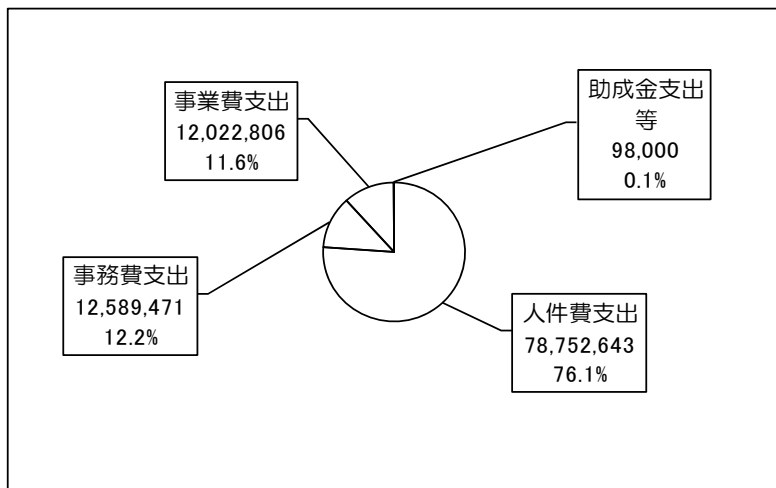 事業費支出
12,022,806
11.6%
助成金支出
等
98,000
0.1%
事務費支出
12,589,471
12.2%
人件費支出
78,752,643
76.1%